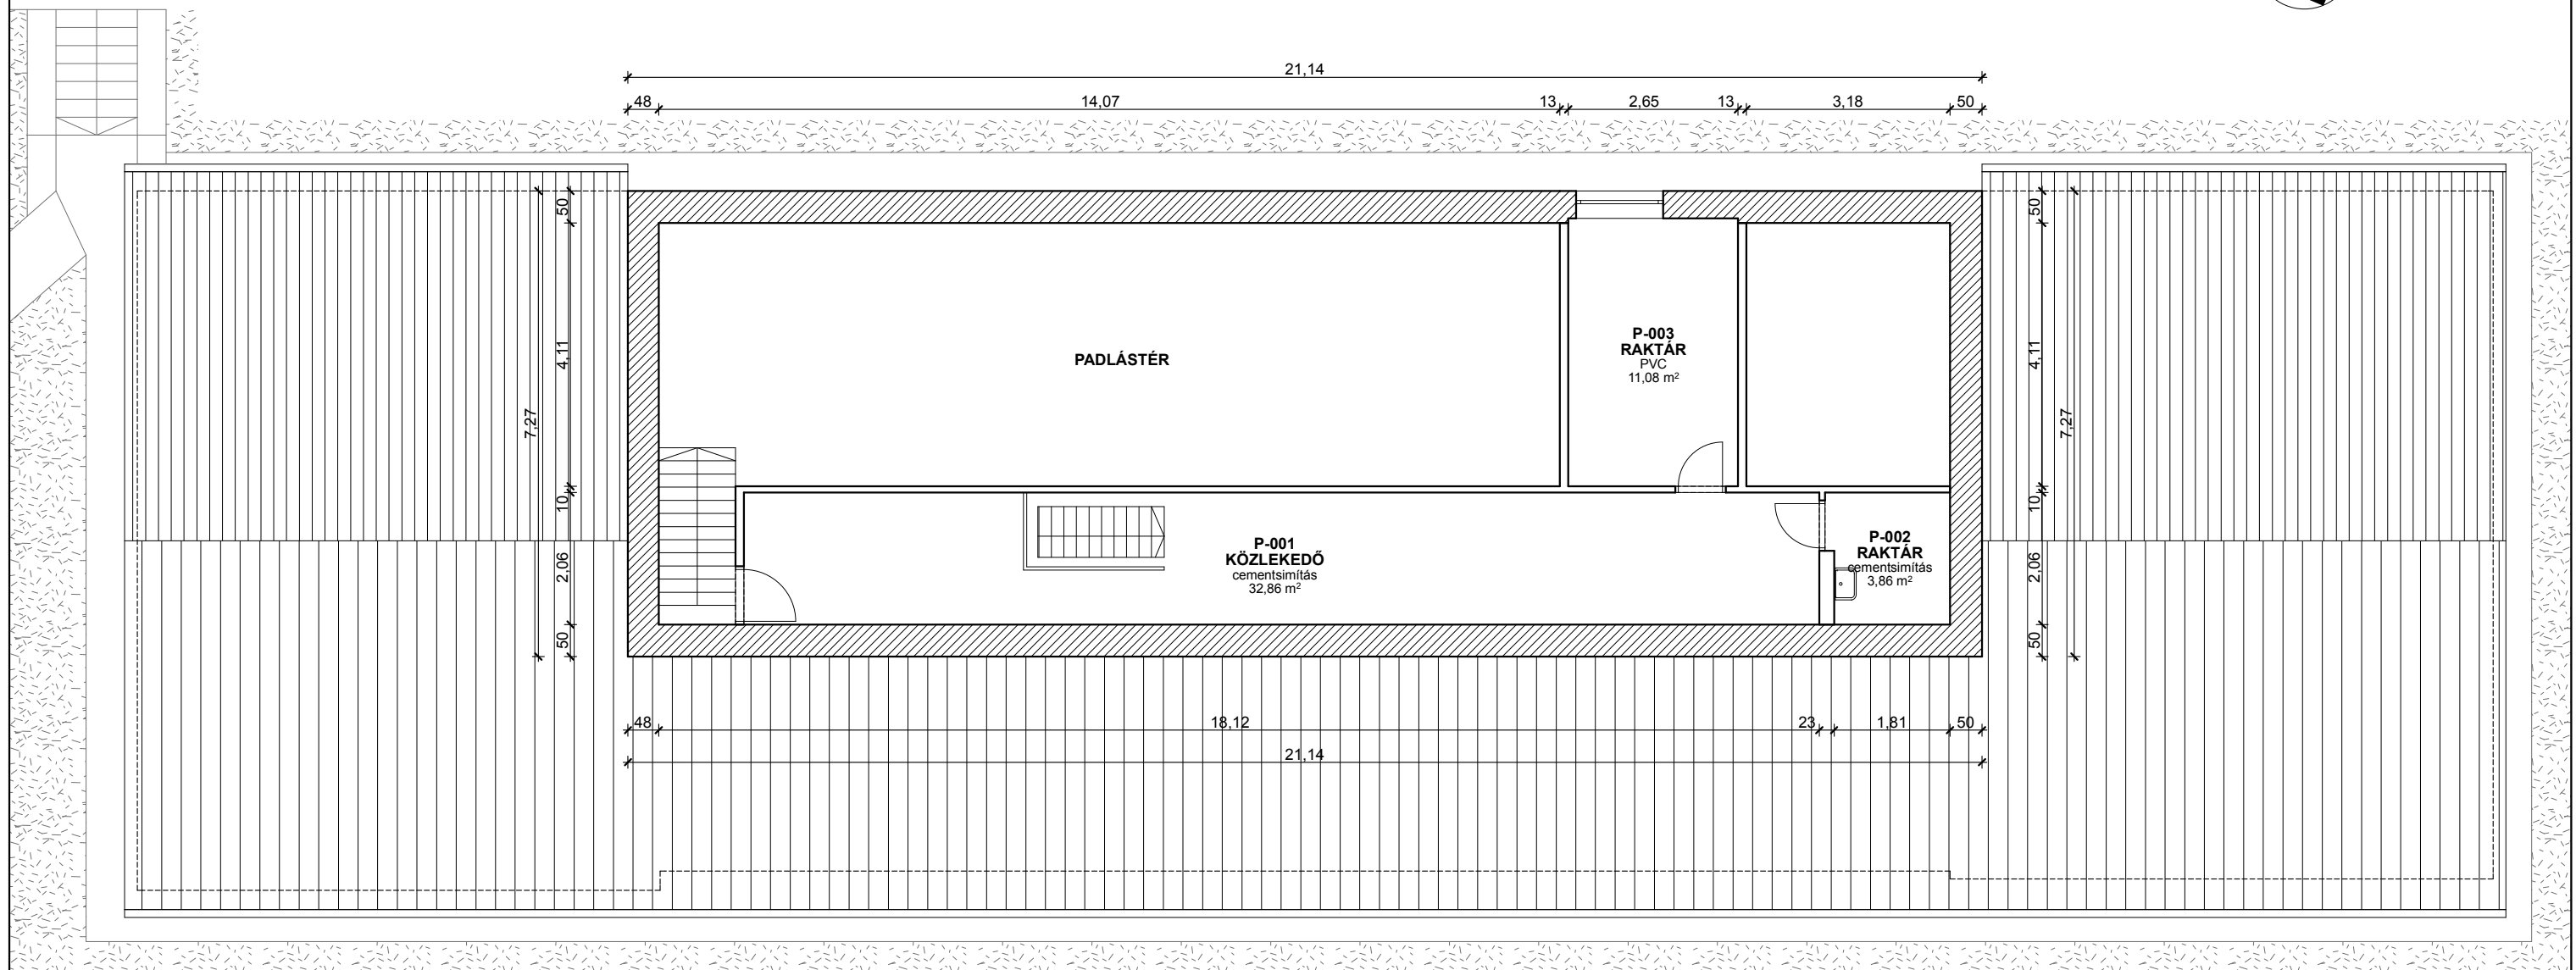 21,14
48
14,07
13
2,65
13
3,18
50
50
4,11
7,27
10
2,06
50
PADLÁSTÉR
P-003
RAKTÁR
PVC
11,08 m²
P-001
KÖZLEKEDŐ
cementsimítás
32,86 m²
P-002
RAKTÁR
cementsimítás
3,86 m²
50
4,11
7,27
10
2,06
50
48
18,12
23
1,81
50
21,14